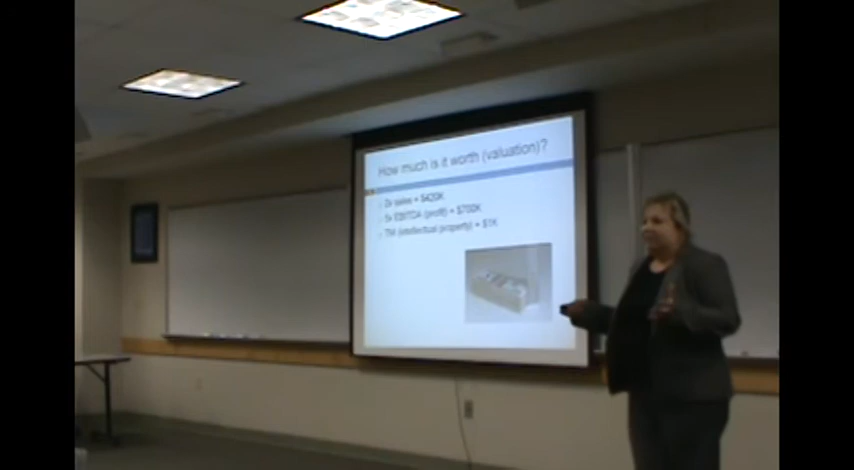 How much is it worth (valuation)?
2x sales = $420K
5x EBITDA (profit) = $700K
TM (intellectual property) = $1K